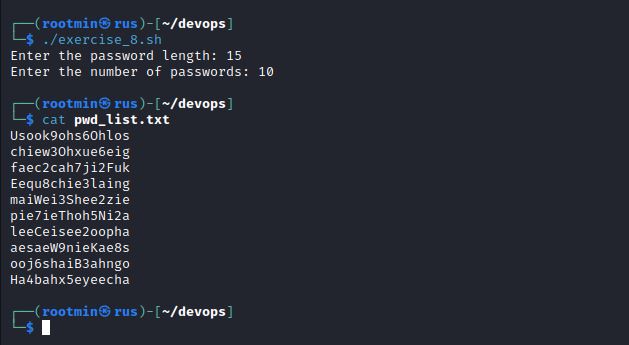 ┌──(rootmin㉿rus)-[~/devops]
└─$ ./exercise_8.sh
Enter the password length: 15
Enter the number of passwords: 10
┌──(rootmin㉿rus)-[~/devops]
└─$ cat pwd_list.txt
Usook9ohs6Ohlos
chiew3Ohxue6eig
faec2cah7ji2Fuk
Eequ8chie3laing
maiWei3Shee2zie
pie7ieThoh5Ni2a
leeCeisee2oopha
aesaeW9nieKae8s
ooj6shaiB3ahngo
Ha4bahx5eyeecha
┌──(rootmin㉿rus)-[~/devops]
└─$